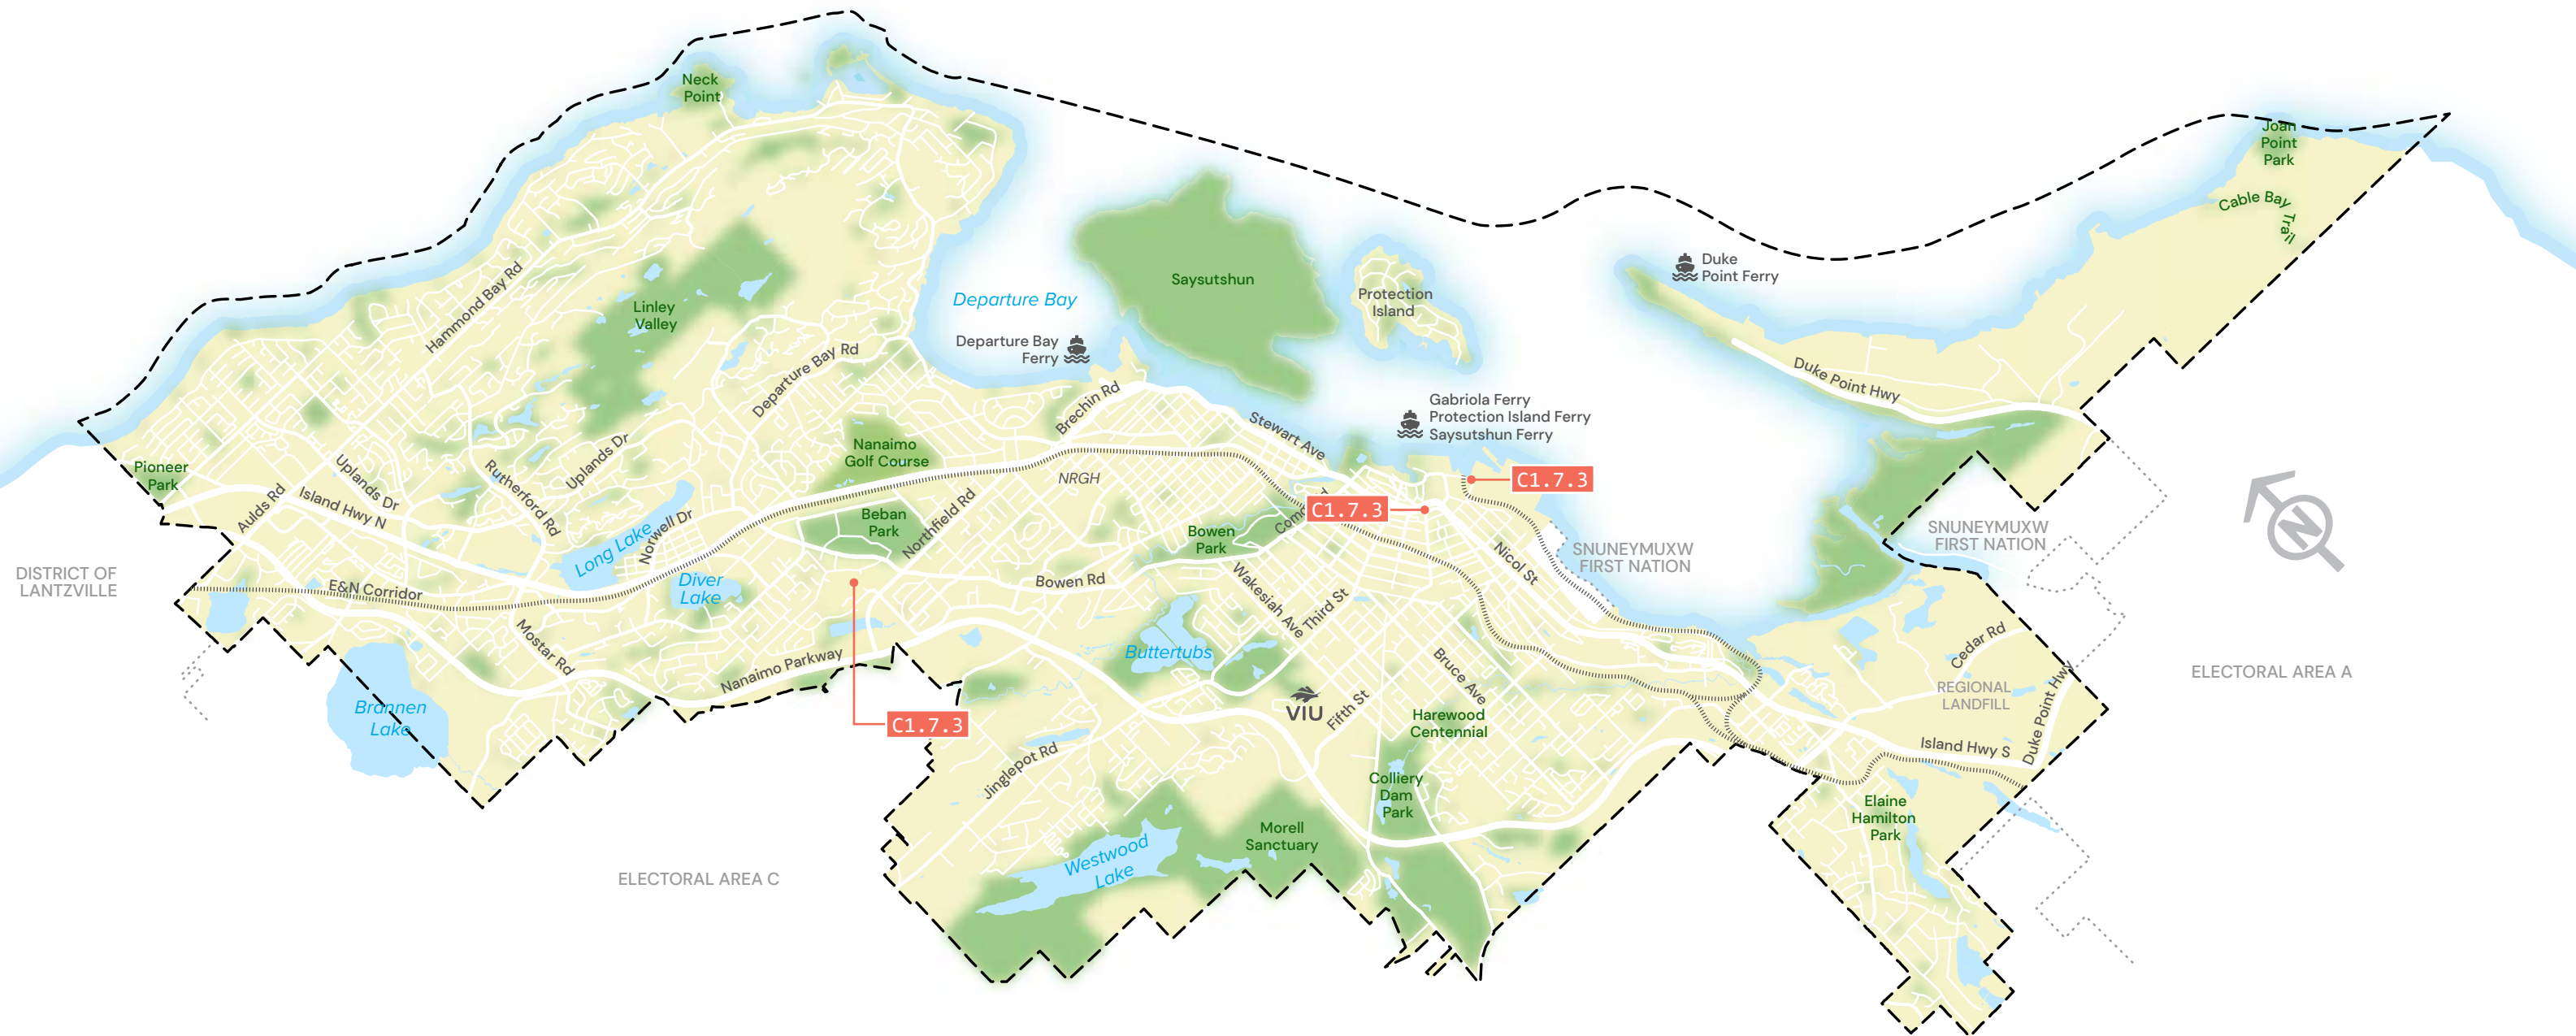 Neck
Point
Joan
Point
Park
Cable Bay
Trail
Hammond Bay Rd
Linley
Valley
Departure Bay
Departure Bay
Ferry
Saysutshun
Protection
Island
Duke
Point Ferry
Duke Point Hwy
Departure Bay Rd
Brechin Rd
Stewart Ave
Gabriola Ferry
Protection Island Ferry
Saysutshun Ferry
Nanaimo
Golf Course
NRGH
C1.7.3
C1.7.3
Pioneer
Park
Uplands Dr
Island Hwy N
Aulds Rd
Rutherford Rd
Uplands Dr
Long Lake
Norwell Dr
Beban
Park
Northfield Rd
Bowen
Park
Nicol St
SNUNEYMUXW
FIRST NATION
SNUNEYMUXW
FIRST NATION
N
DISTRICT OF
LANTZVILLE
E&N Corridor
Diver
Lake
Bowen Rd
Wakesiah Ave
Third St
Mostar Rd
Nanaimo Parkway
Buttertubs
Bruce Ave
Cedar Rd
ELECTORAL AREA A
REGIONAL
LANDFILL
Duke Point Hwy
Brannen
Lake
C1.7.3
VIU
Fifth St
Harewood
Centennial
Island Hwy S
Jinglepot Rd
Colliery
Dam
Park
Elaine
Hamilton
Park
Morell
Sanctuary
Westwood
Lake
ELECTORAL AREA C